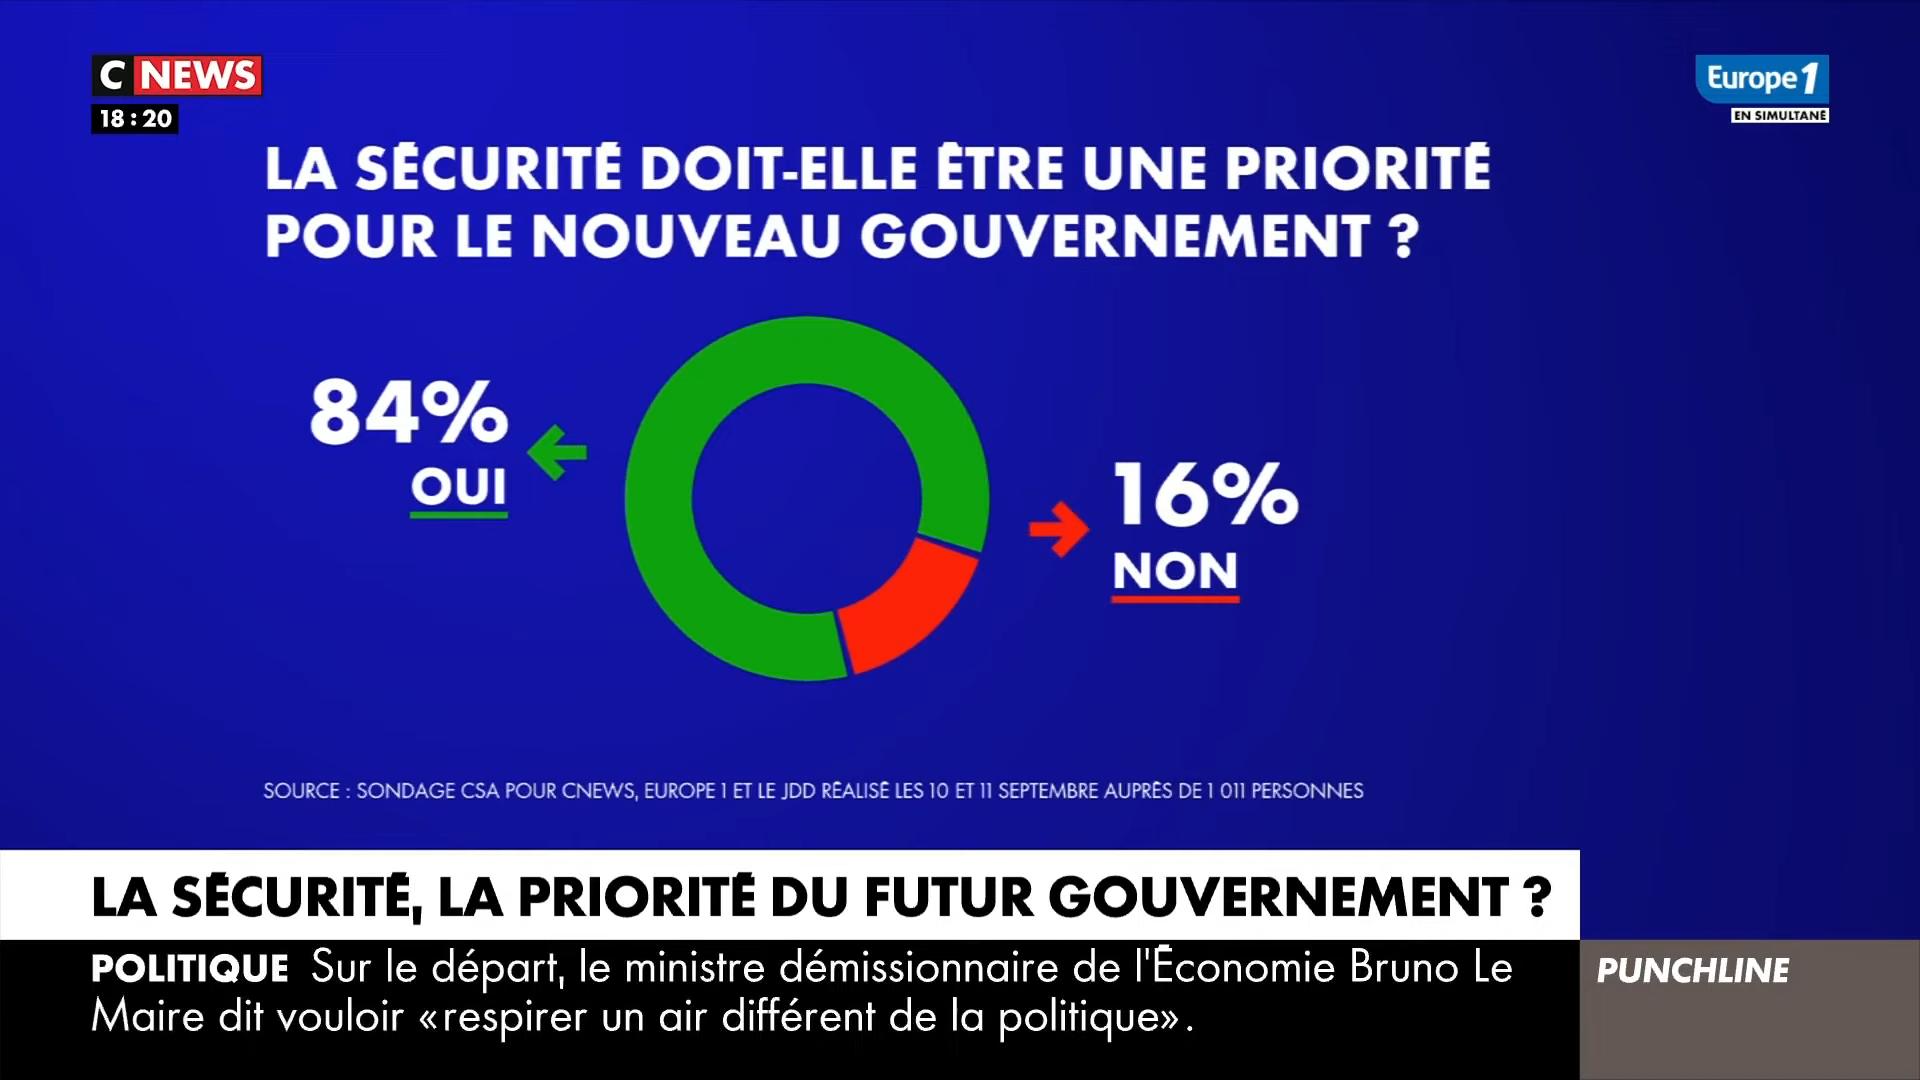 C NEWS
18:20
Europe 1
EN SIMULTANÉ
LA SÉCURITÉ DOIT-ELLE ÊTRE UNE PRIORITÉ
POUR LE NOUVEAU GOUVERNEMENT ?
84%
OUI
16%
NON
SOURCE : SONDAGE CSA POUR CNEWS, EUROPE 1 ET LE JDD RÉALISÉ LES 10 ET 11 SEPTEMBRE AUPRÈS DE 1 011 PERSONNES
LA SÉCURITÉ, LA PRIORITÉ DU FUTUR GOUVERNEMENT ?
POLITIQUE Sur le départ, le ministre démissionnaire de l'Économie Bruno Le
Maire dit vouloir «respirer un air différent de la politique».
PUNCHLINE